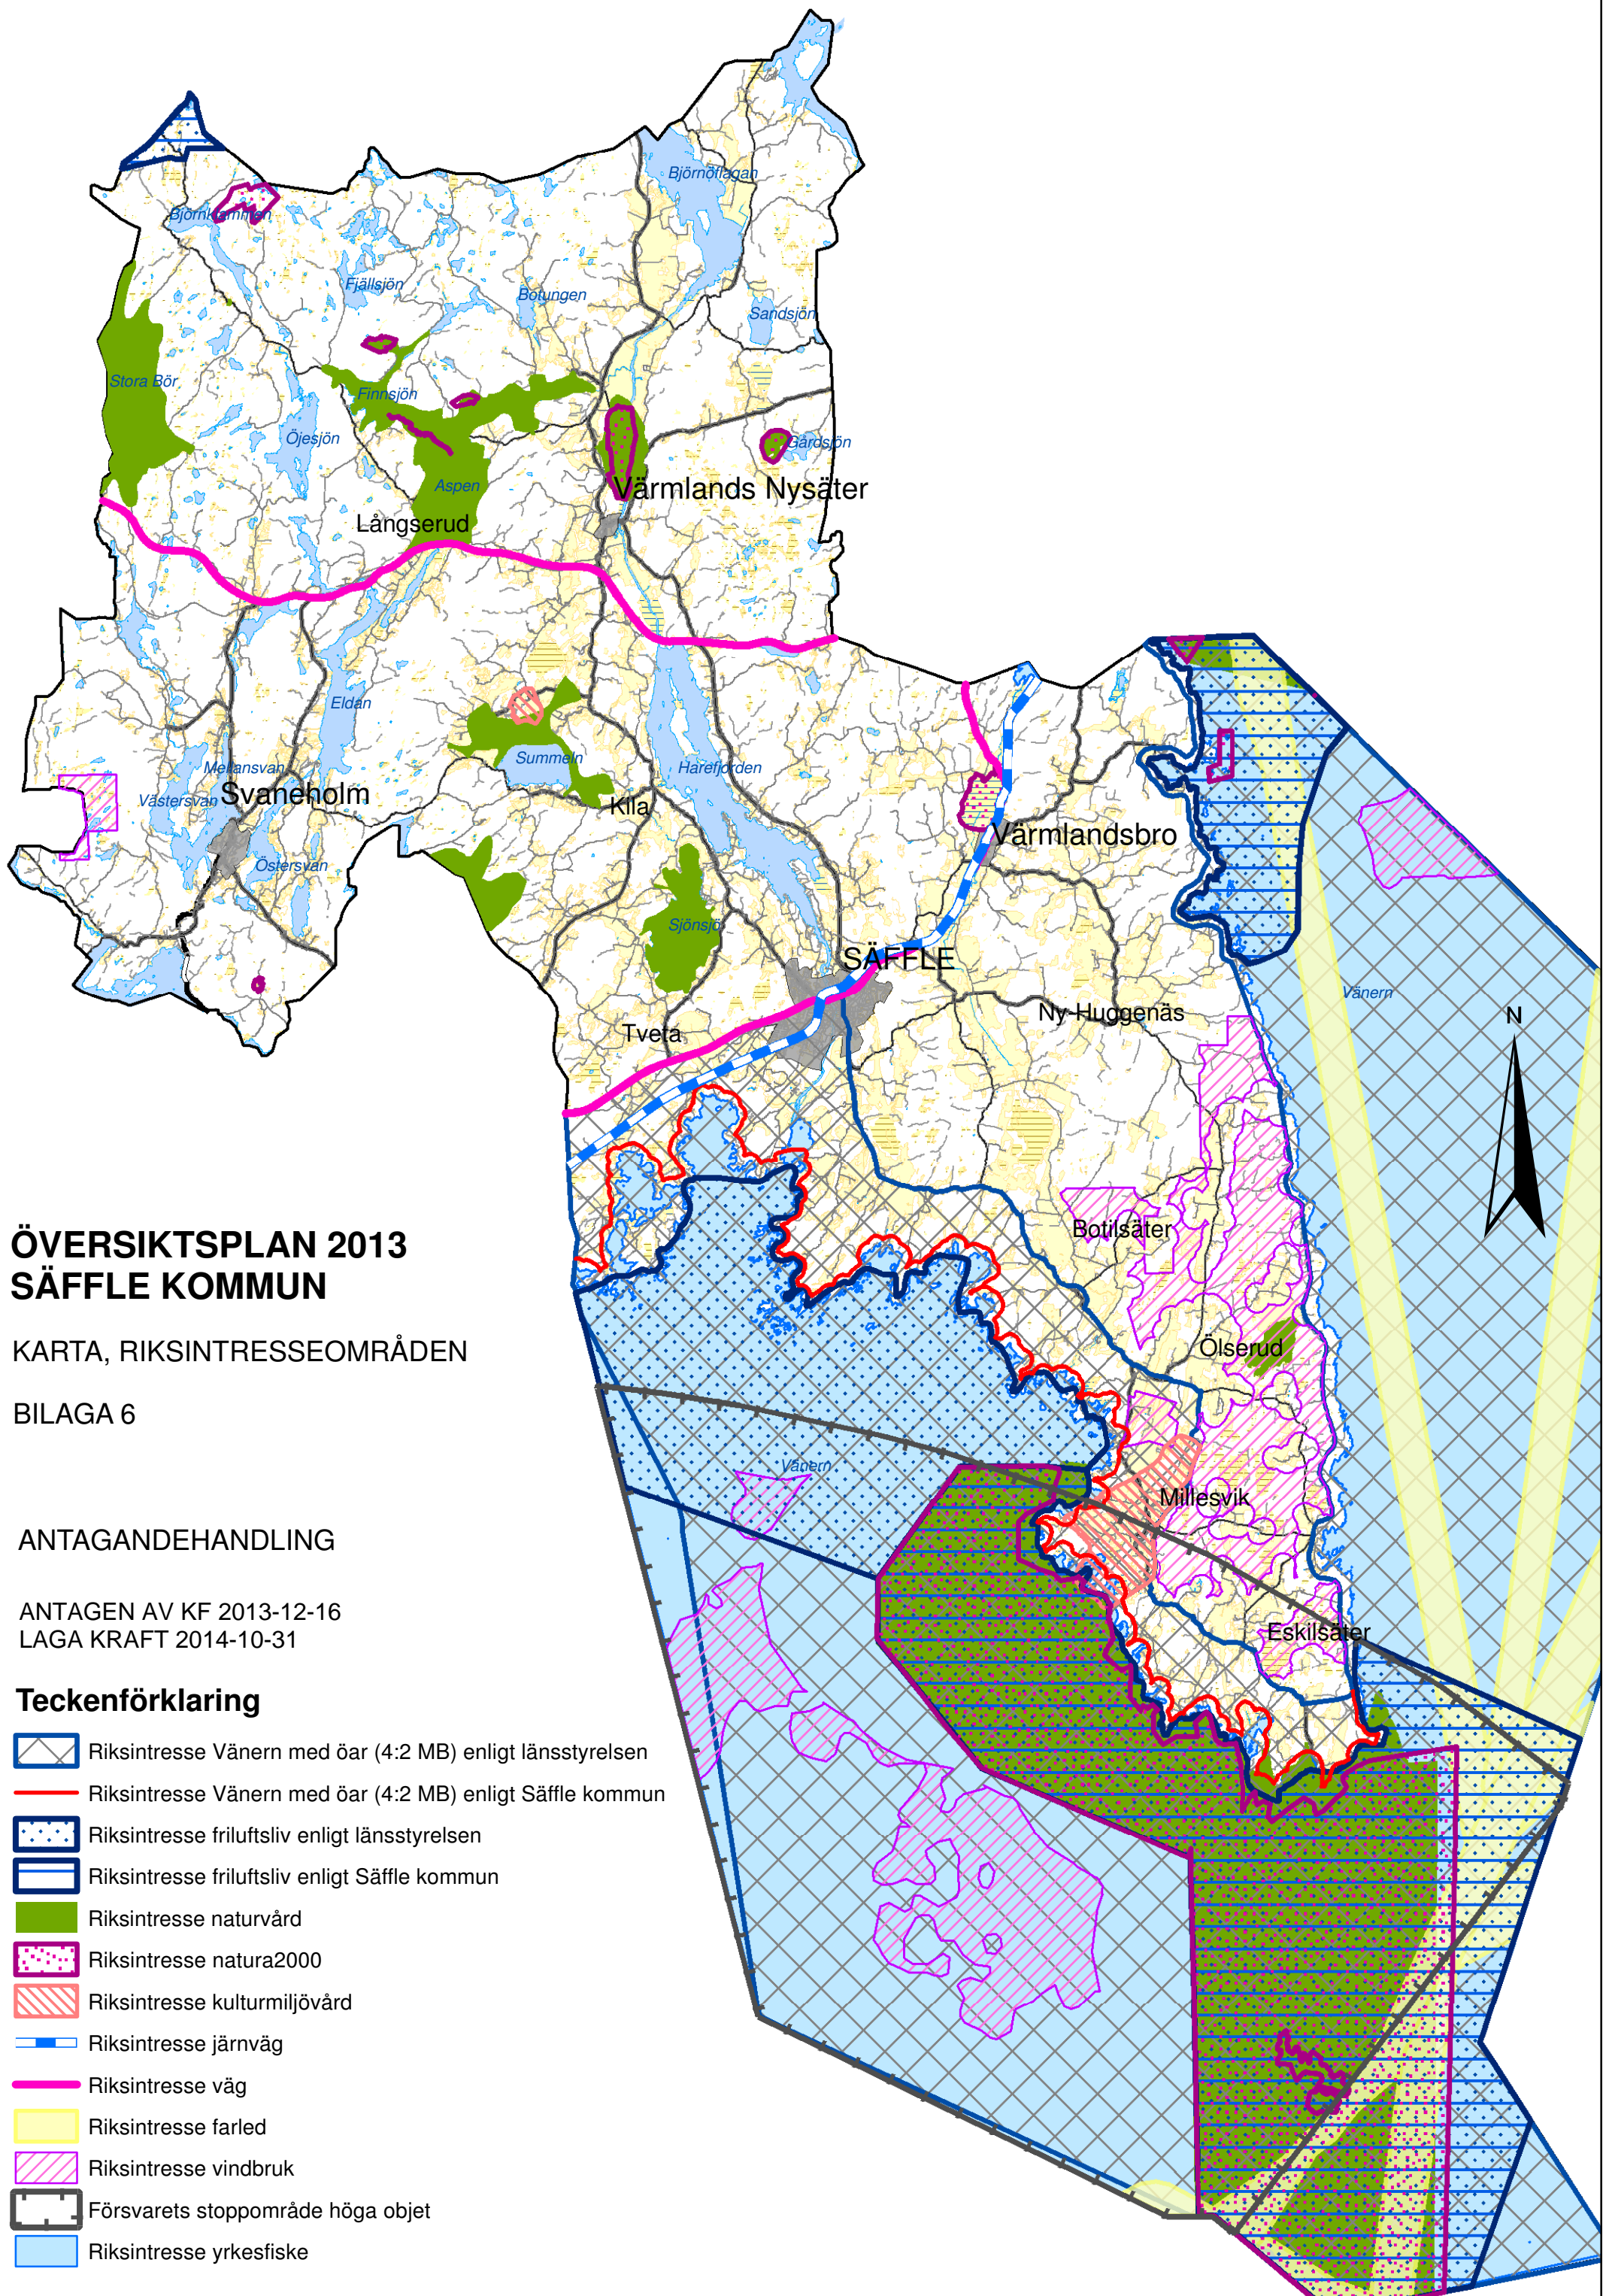 Björnöflagan
Björnklammen
Fjällsjön
Botungen
Sandsjön
Stora Bör
Finnsjön
Öjesjön
Gårdsjön
Aspen
Värmlands Nysäter
Långserud
Eldan
Summeln
Harefjorden
Mellansvan
Västersvan
Svaneholm
Kila
Värmlandsbro
Östersvan
Sjönsjö
SÄFFLE
Vänern
Ny-Huggenäs
N
Tveta
Botilsäter
Ölserud
Vänern
Millesvik
Eskilsäter
ÖVERSIKTSPLAN 2013
SÄFFLE KOMMUN
KARTA, RIKSINTRESSEOMRÅDEN
BILAGA 6
ANTAGANDEHANDLING
ANTAGEN AV KF 2013-12-16
LAGA KRAFT 2014-10-31
Teckenförklaring
Riksintresse Vänern med öar (4:2 MB) enligt länsstyrelsen
Riksintresse Vänern med öar (4:2 MB) enligt Säffle kommun
Riksintresse friluftsliv enligt länsstyrelsen
Riksintresse friluftsliv enligt Säffle kommun
Riksintresse naturvård
Riksintresse natura2000
Riksintresse kulturmiljövård
Riksintresse järnväg
Riksintresse väg
Riksintresse farled
Riksintresse vindbruk
Försvarets stoppområde höga objet
Riksintresse yrkesfiske